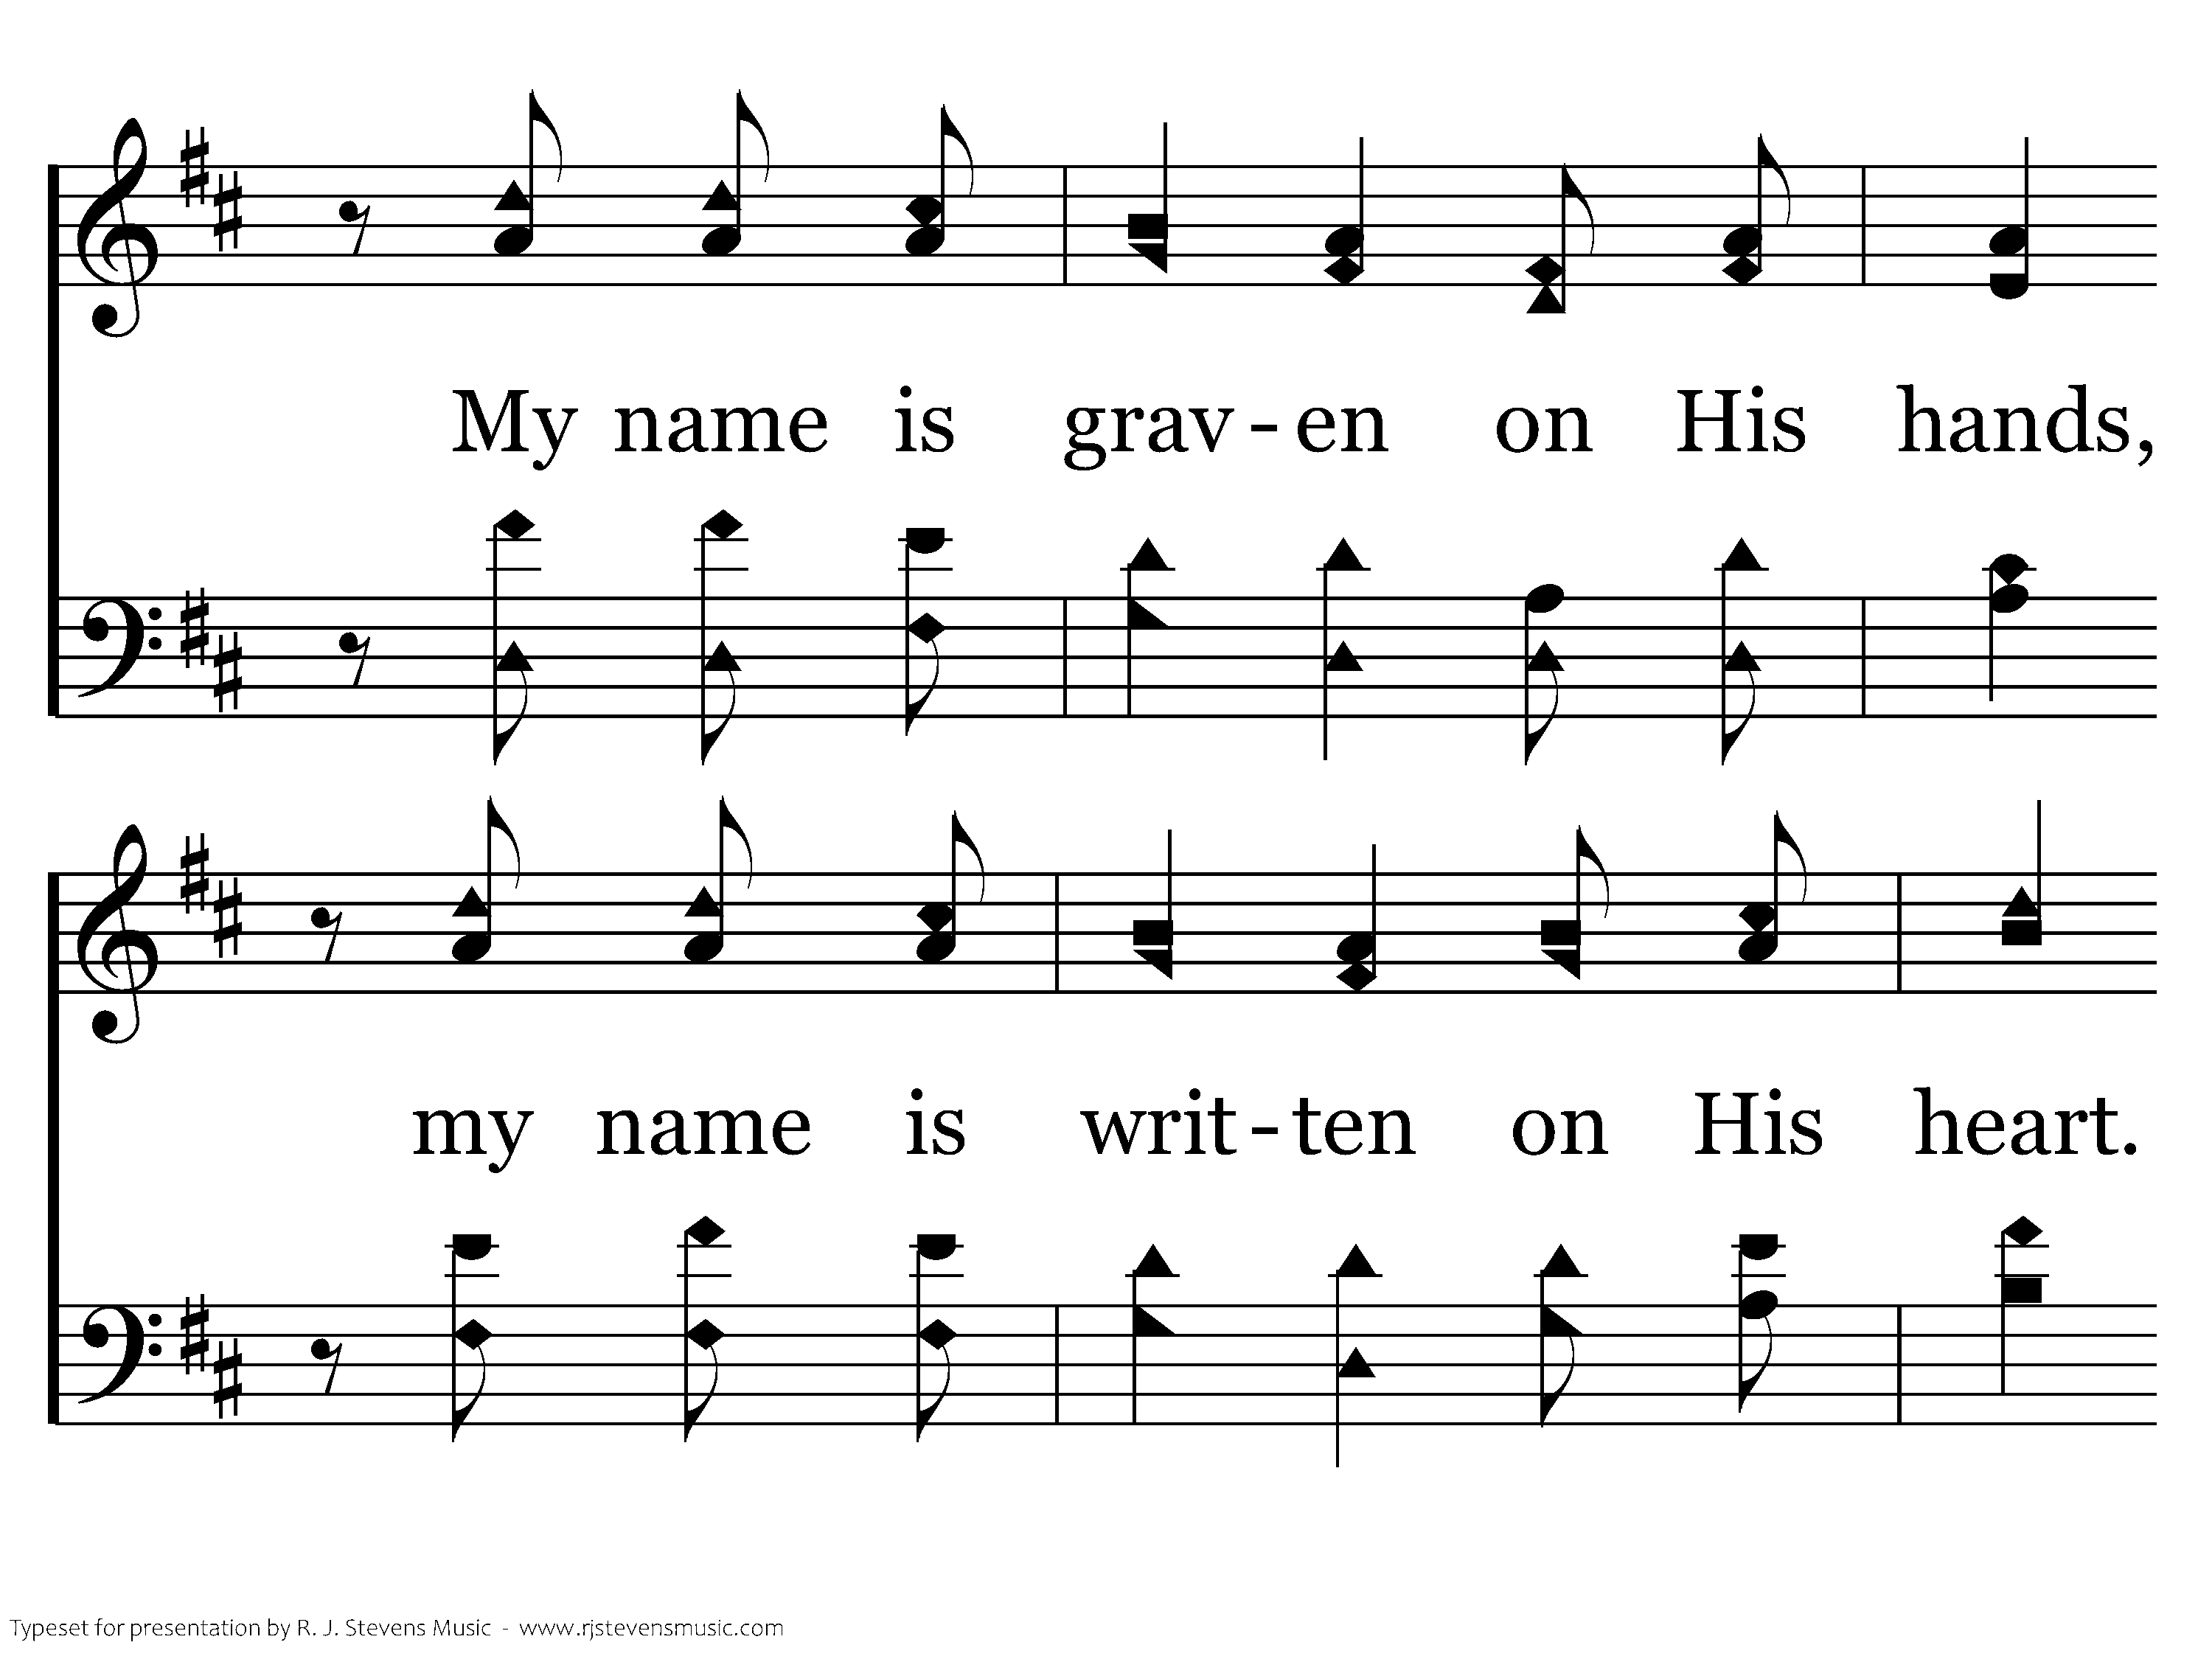 My name is grav-en on His hands,
my name is writ-ten on His heart.
Typeset for presentation by R. J. Stevens Music - www.rjstevensmusic.com